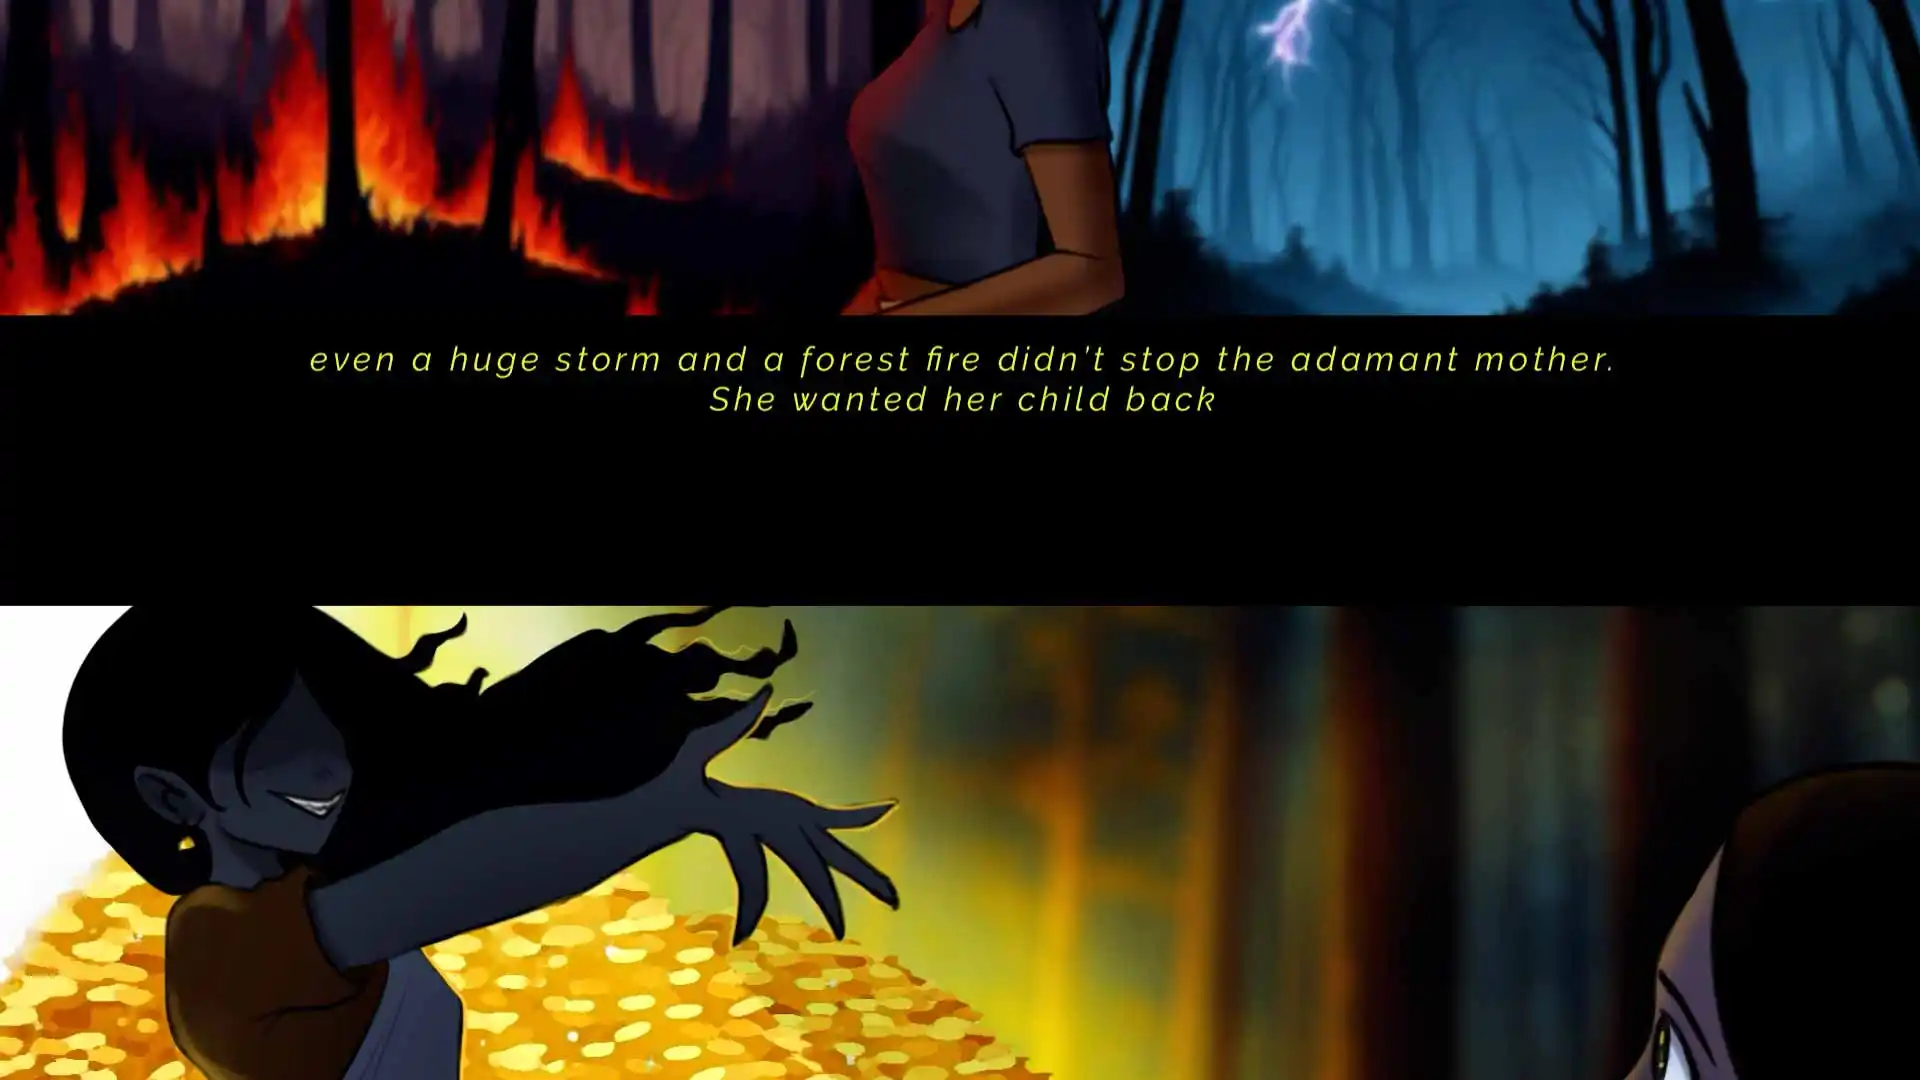 even a huge storm and a forest fire didn't stop the adamant mother.
She wanted her child back